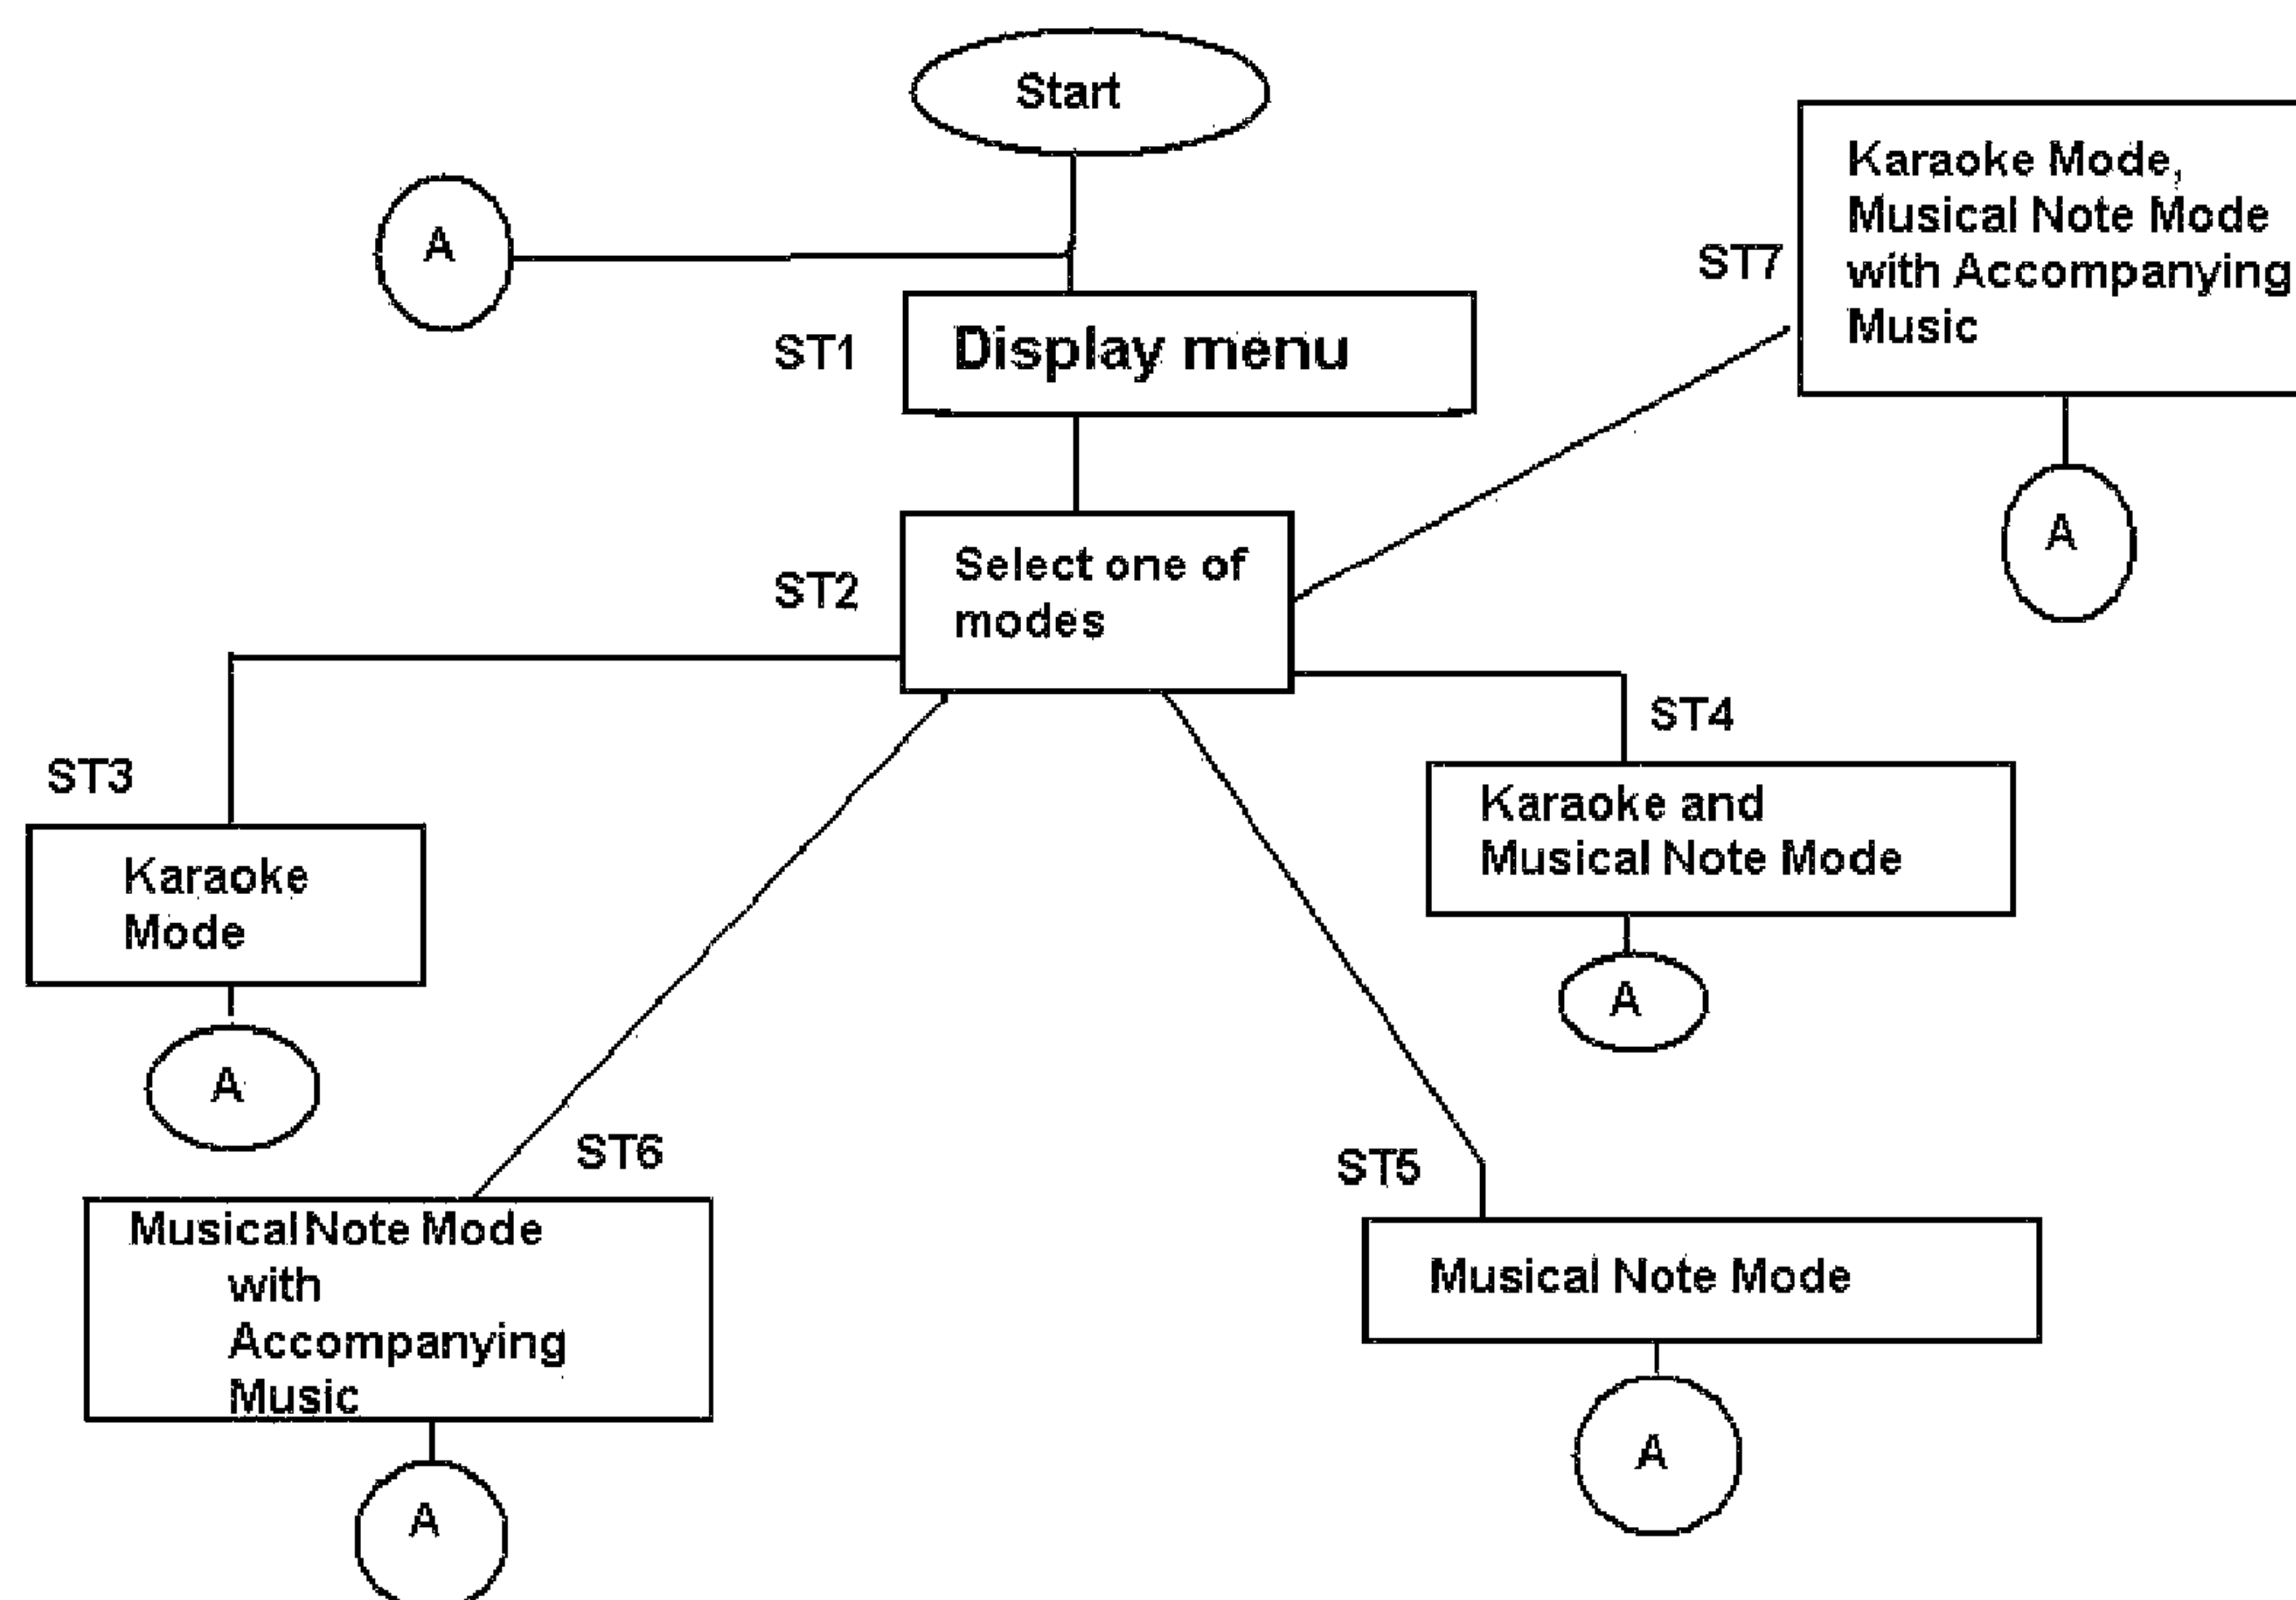 Start
A
Karaoke Mode,
Musical Note Mode
with Accompanying
Music
ST7
ST1
Display menu
A
ST2
Select one of
modes
ST4
ST3
Karaoke and
Musical Note Mode
Karaoke
Mode
A
A
ST6
ST5
Musical Note Mode
with
Accompanying
Music
Musical Note Mode
A
A